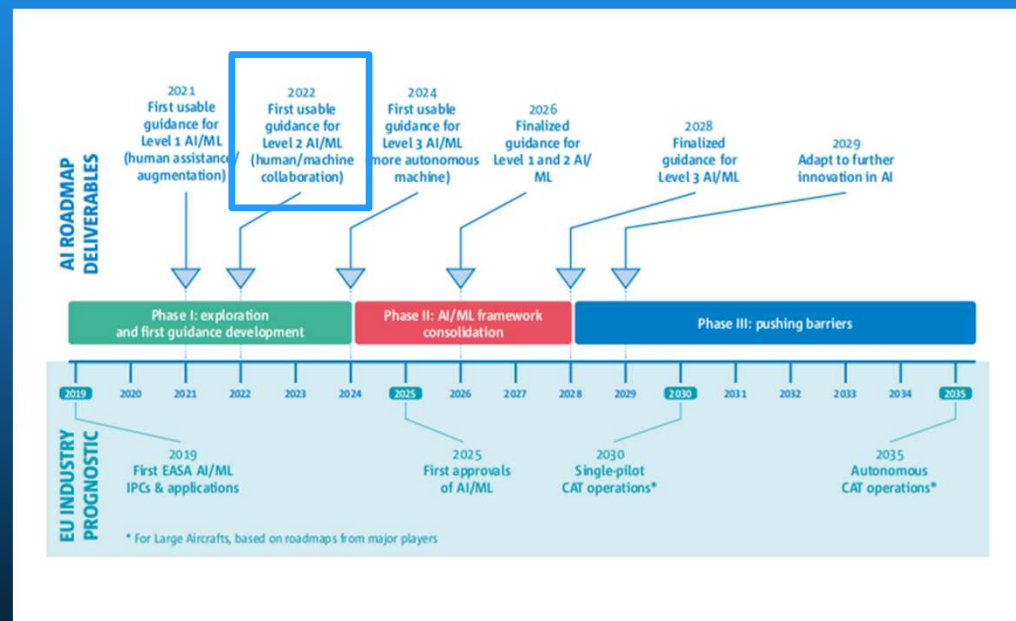 AI ROADMAP
DELIVERABLES
2021
First usable
guidance for
Level 1 AI/ML
(human assistance/
augmentation)
2022
First usable
guidance for
Level 2 AI/ML
(human/machine
collaboration)
2024
First usable
guidance for
Level 3 AI/ML
more autonomous
machine)
2026
Finalized
guidance for
Level 1 and 2 AI/
ML
2028
Finalized
guidance for
Level 3 AI/ML
2029
Adapt to further
innovation in AI
Phase I: exploration
and first guidance development
Phase II: AI/ML framework
consolidation
Phase III: pushing barriers
2019 2020 2021 2022 2023 2024 2025 2026 2027 2028 2029 2030 2031 2032 2033 2034 2035
EU INDUSTRY
PROGNOSTIC
2019
First EASA AI/ML
IPCs & applications
2025
First approvals
of AI/ML
2030
Single-pilot
CAT operations*
2035
Autonomous
CAT operations*
* For Large Aircrafts, based on roadmaps from major players